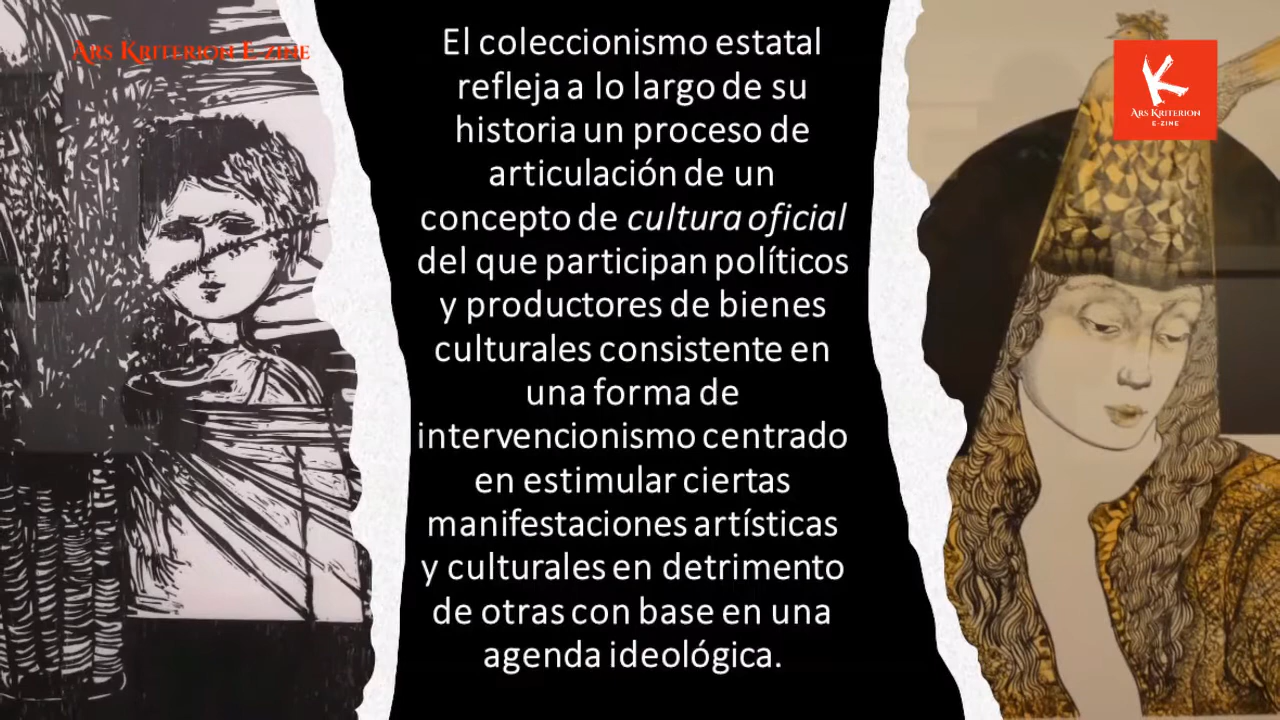 ARS KRITERION E-ZINE
El coleccionismo estatal
refleja a lo largo de su
historia un proceso de
articulación de un
concepto de cultura oficial
del que participan políticos
y productores de bienes
culturales consistente en
una forma de
intervencionismo centrado
en estimular ciertas
manifestaciones artísticas
y culturales en detrimento
de otras con base en una
agenda ideológica.
K
ARS KRITERION
E-ZINE